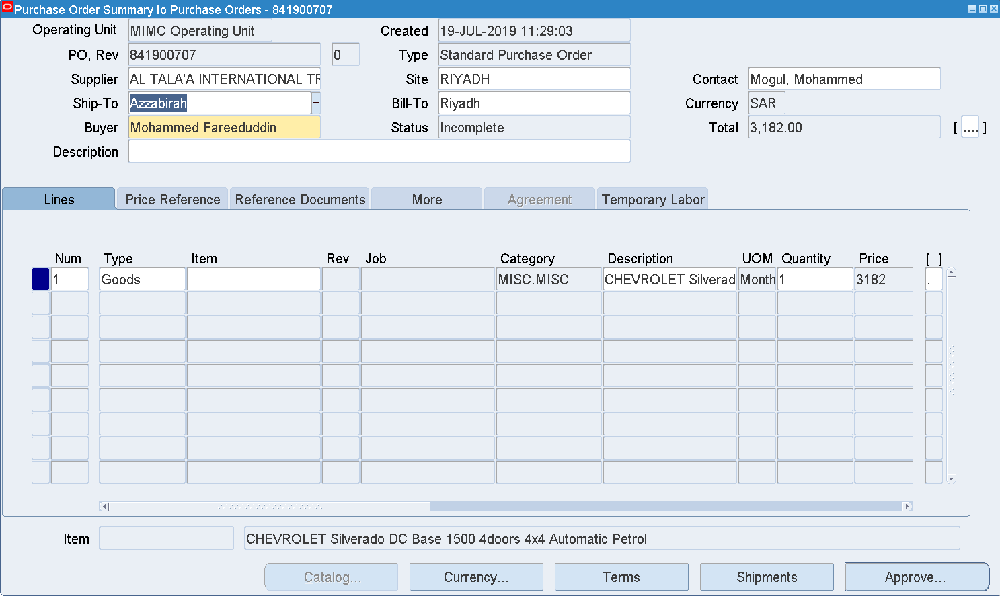 Purchase Order Summary to Purchase Orders - 841900707
Operating Unit MIMC Operating Unit Created 19-JUL-2019 11:29:03
PO, Rev 841900707 0 Type Standard Purchase Order
Supplier AL TALA'A INTERNATIONAL TR Site RIYADH Contact Mogul, Mohammed
Ship-To Azzabirah ... Bill-To Riyadh Currency SAR
Buyer Mohammed Fareeduddin Status Incomplete Total 3,182.00 [ .... ]
Description
Lines Price Reference Reference Documents More Agreement Temporary Labor
Num Type Item Rev Job Category Description UOM Quantity Price [ ]
1 Goods MISC.MISC CHEVROLET Silverad Month 1 3182 .
Item CHEVROLET Silverado DC Base 1500 4doors 4x4 Automatic Petrol
Catalog... Currency... Terms Shipments Approve...